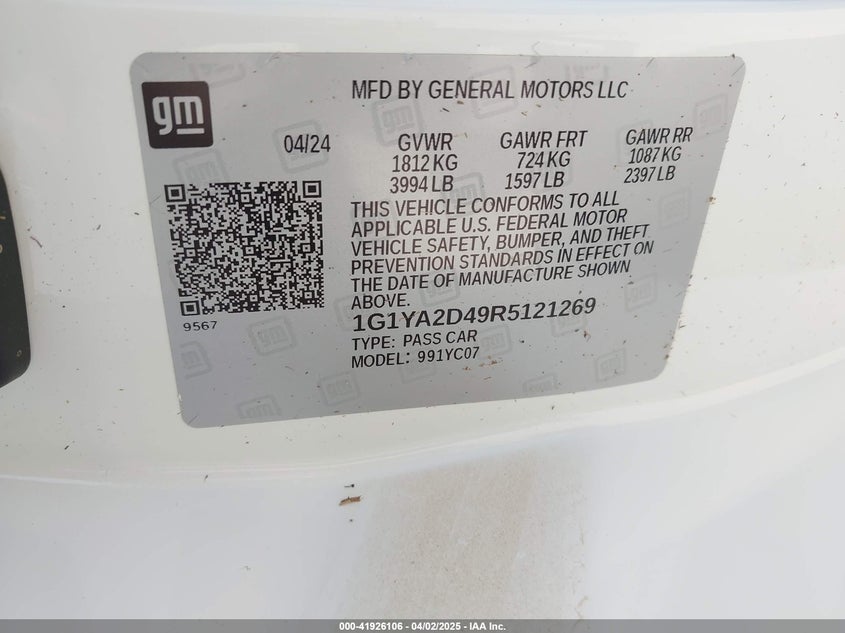 gm
MFD BY GENERAL MOTORS LLC
04/24
GVWR
1812 KG
3994 LB
GAWR FRT
724 KG
1597 LB
GAWR RR
1087 KG
2397 LB
THIS VEHICLE CONFORMS TO ALL
APPLICABLE U.S. FEDERAL MOTOR
VEHICLE SAFETY, BUMPER, AND THEFT
PREVENTION STANDARDS IN EFFECT ON
THE DATE OF MANUFACTURE SHOWN
ABOVE.
9567
1G1YA2D49R5121269
TYPE: PASS CAR
MODEL: 991YC07
000-41926106 - 04/02/2025 - IAA Inc.